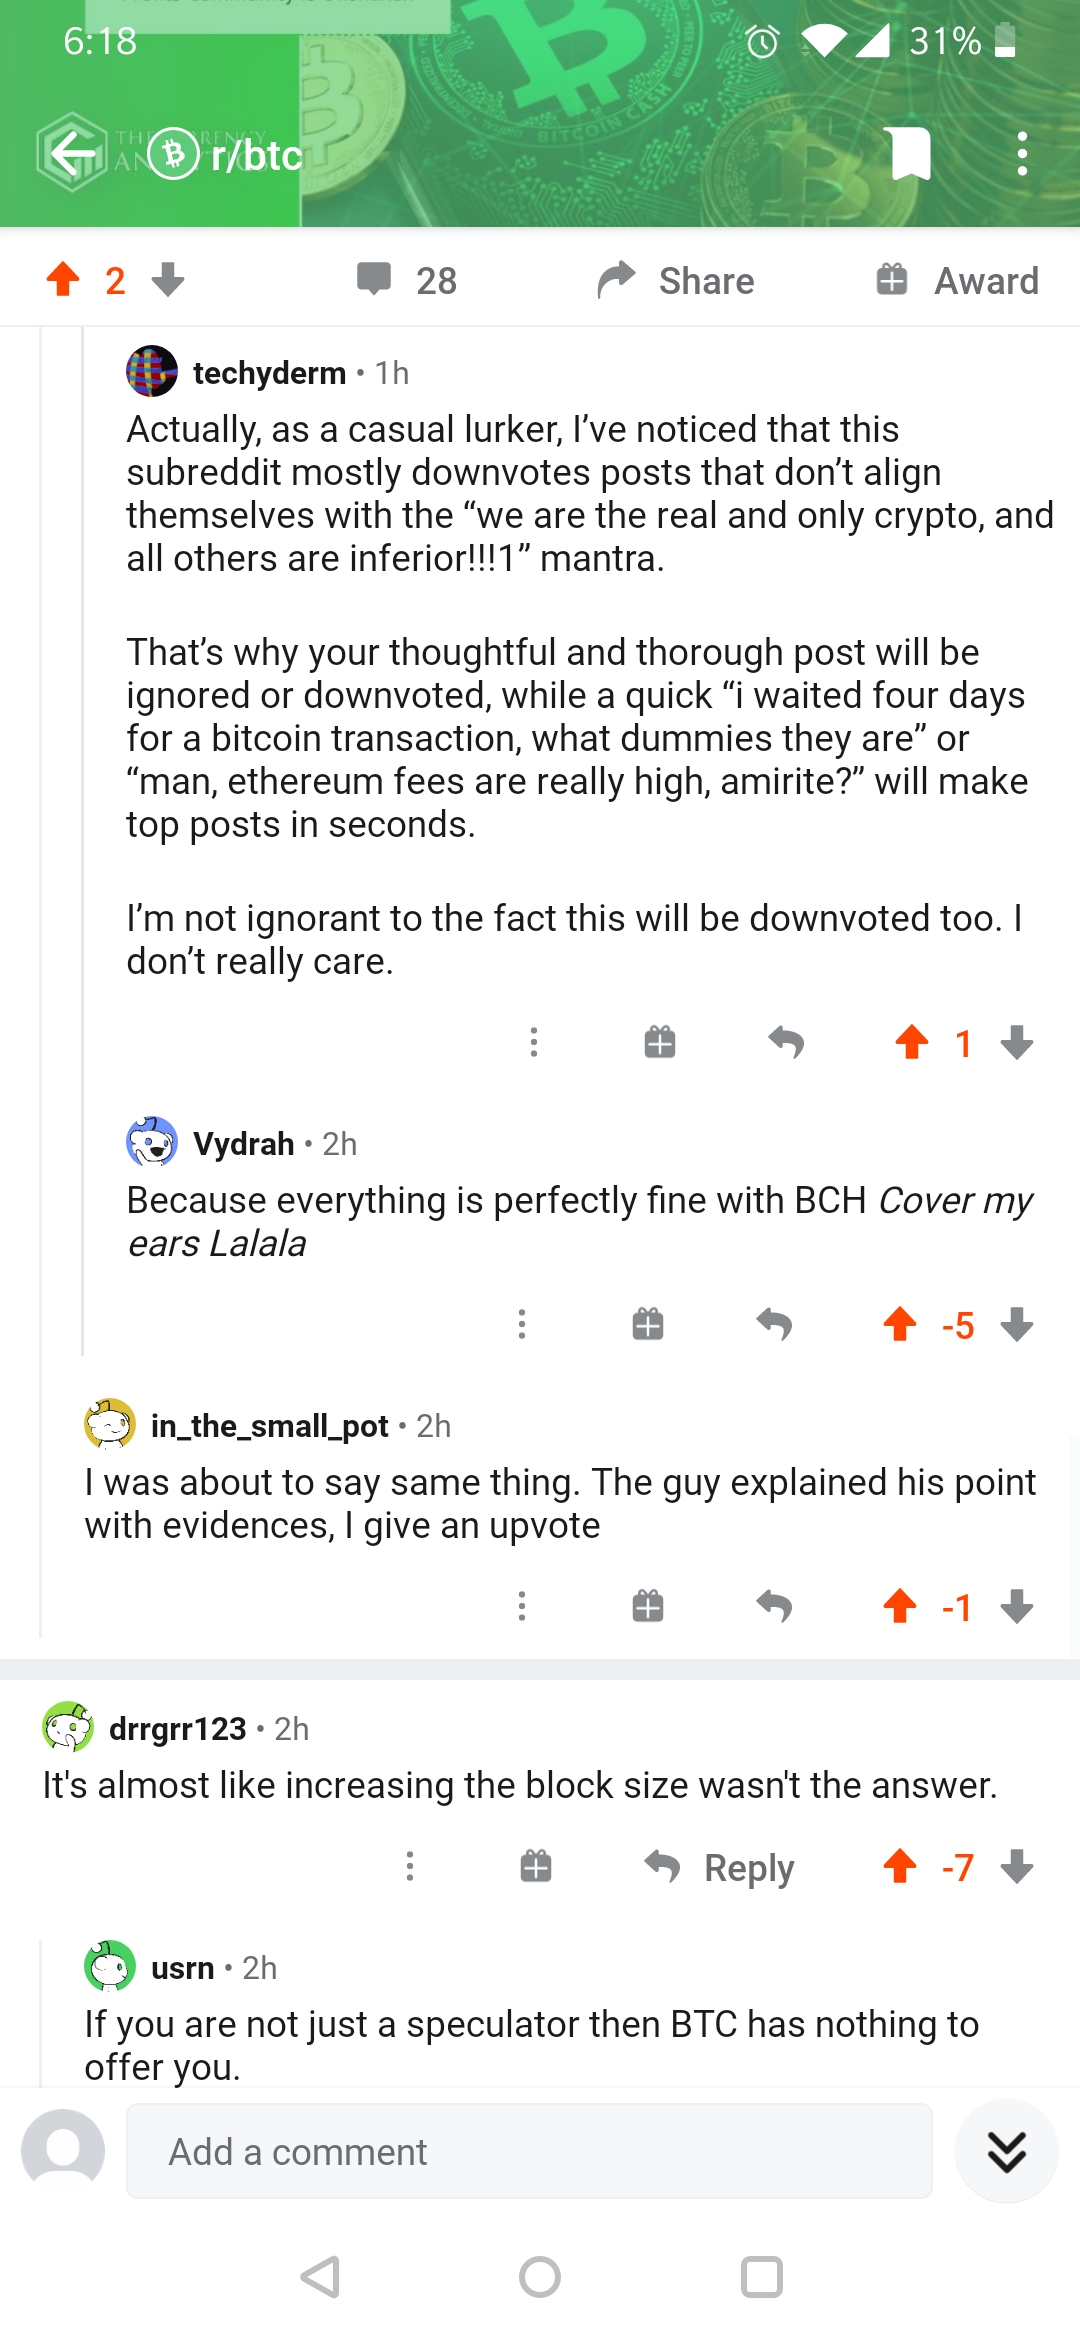 6:18
31%
r/btc
BITCOIN CASH
2
28
Share
Award
techyderm • 1h
Actually, as a casual lurker, I’ve noticed that this
subreddit mostly downvotes posts that don’t align
themselves with the “we are the real and only crypto, and
all others are inferior!!!1” mantra.
That’s why your thoughtful and thorough post will be
ignored or downvoted, while a quick “i waited four days
for a bitcoin transaction, what dummies they are” or
“man, ethereum fees are really high, amirite?” will make
top posts in seconds.
I’m not ignorant to the fact this will be downvoted too. I
don’t really care.
1
Vydrah • 2h
Because everything is perfectly fine with BCH Cover my
ears Lalala
-5
in_the_small_pot • 2h
I was about to say same thing. The guy explained his point
with evidences, I give an upvote
-1
drrgrr123 • 2h
It's almost like increasing the block size wasn't the answer.
Reply
-7
usrn • 2h
If you are not just a speculator then BTC has nothing to
offer you.
Add a comment